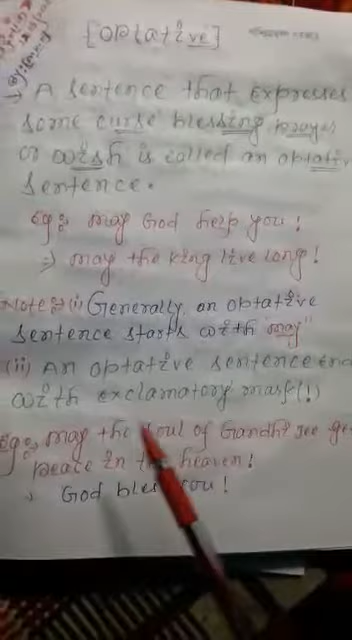 [Optative]
→ A sentence that expresses
some curse blessing prayer
or wish is called an optative
sentence.
Eg:- may God help you!
⇒ may the King live long!
Note:- (i) Generally, an optative
sentence starts with may"
(ii) An optative sentence end
with exclamatory mark(!)
Eg:- may the soul of Gandhi jee ge
peace in the heaven!
→ God bless you!